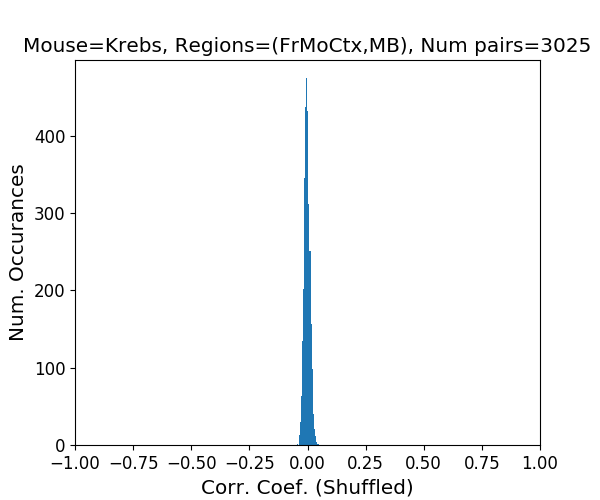 Mouse=Krebs, Regions=(FrMoCtx,MB), Num pairs=3025
Num. Occurances
400
300
200
100
0
−1.00 −0.75 −0.50 −0.25 0.00 0.25 0.50 0.75 1.00
Corr. Coef. (Shuffled)